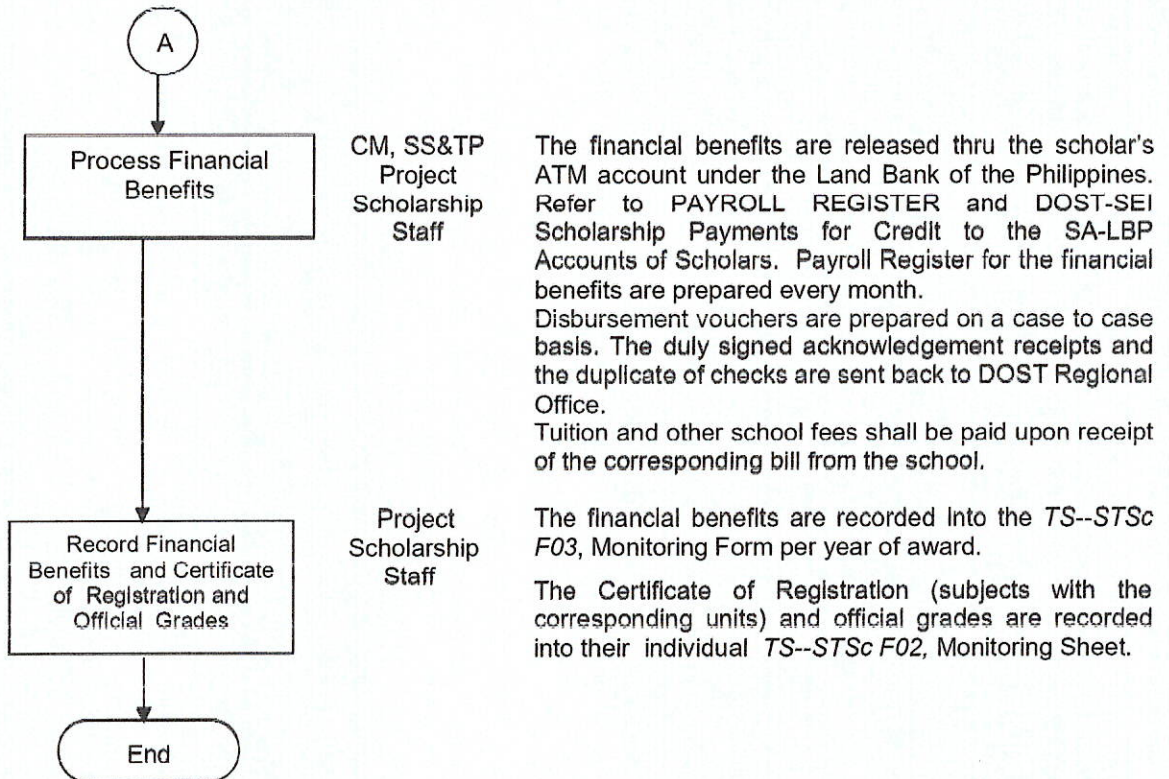 A
Process Financial
Benefits
CM, SS&TP
Project
Scholarship
Staff
The financial benefits are released thru the scholar's
ATM account under the Land Bank of the Philippines.
Refer to PAYROLL REGISTER and DOST-SEI
Scholarship Payments for Credit to the SA-LBP
Accounts of Scholars. Payroll Register for the financial
benefits are prepared every month.
Disbursement vouchers are prepared on a case to case
basis. The duly signed acknowledgement receipts and
the duplicate of checks are sent back to DOST Regional
Office.
Tuition and other school fees shall be paid upon receipt
of the corresponding bill from the school.
Record Financial
Benefits and Certificate
of Registration and
Official Grades
Project
Scholarship
Staff
The financial benefits are recorded into the TS--STSc
F03, Monitoring Form per year of award.
The Certificate of Registration (subjects with the
corresponding units) and official grades are recorded
into their individual TS--STSc F02, Monitoring Sheet.
End